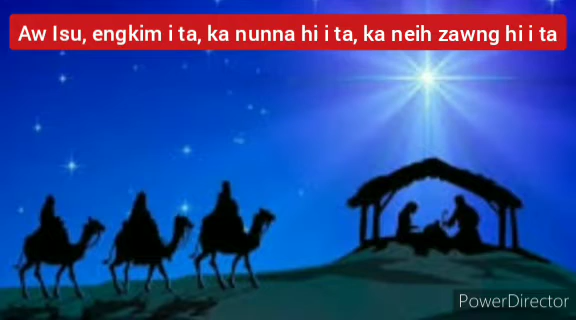 Aw Isu, engkim i ta, ka nunna hi i ta, ka neih zawng hi i ta
PowerDirector